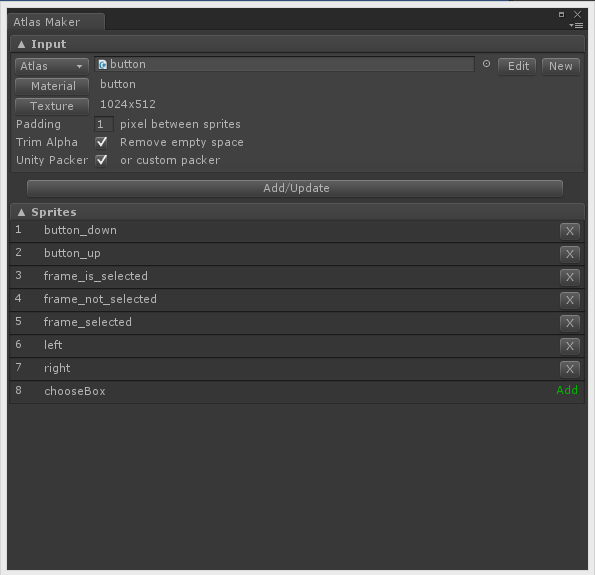 Atlas Maker
▲ Input
Atlas button Edit New
Material button
Texture 1024x512
Padding 1 pixel between sprites
Trim Alpha Remove empty space
Unity Packer or custom packer
Add/Update
▲ Sprites
1 button_down X
2 button_up X
3 frame_is_selected X
4 frame_not_selected X
5 frame_selected X
6 left X
7 right X
8 chooseBox Add